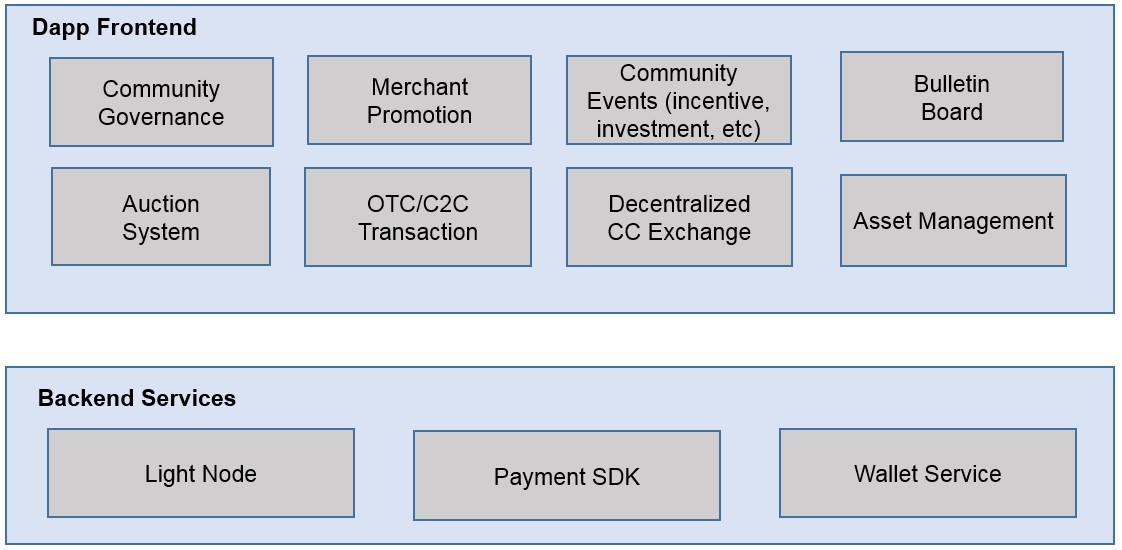 Dapp Frontend
Community
Governance
Merchant
Promotion
Community
Events (incentive,
investment, etc)
Bulletin
Board
Auction
System
OTC/C2C
Transaction
Decentralized
CC Exchange
Asset Management
Backend Services
Light Node
Payment SDK
Wallet Service